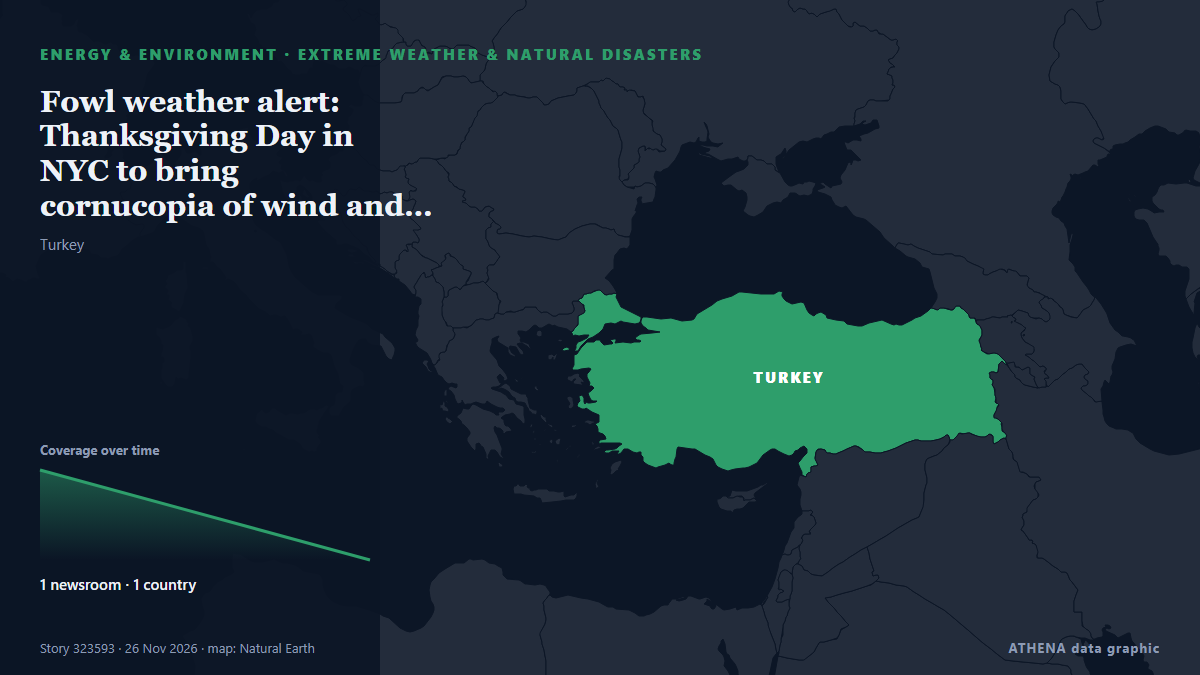 ENERGY & ENVIRONMENT · EXTREME WEATHER & NATURAL DISASTERS
Fowl weather alert:
Thanksgiving Day in
NYC to bring
cornucopia of wind and...
Turkey
TURKEY
Coverage over time
1 newsroom · 1 country
Story 323593 · 26 Nov 2026 · map: Natural Earth
ATHENA data graphic